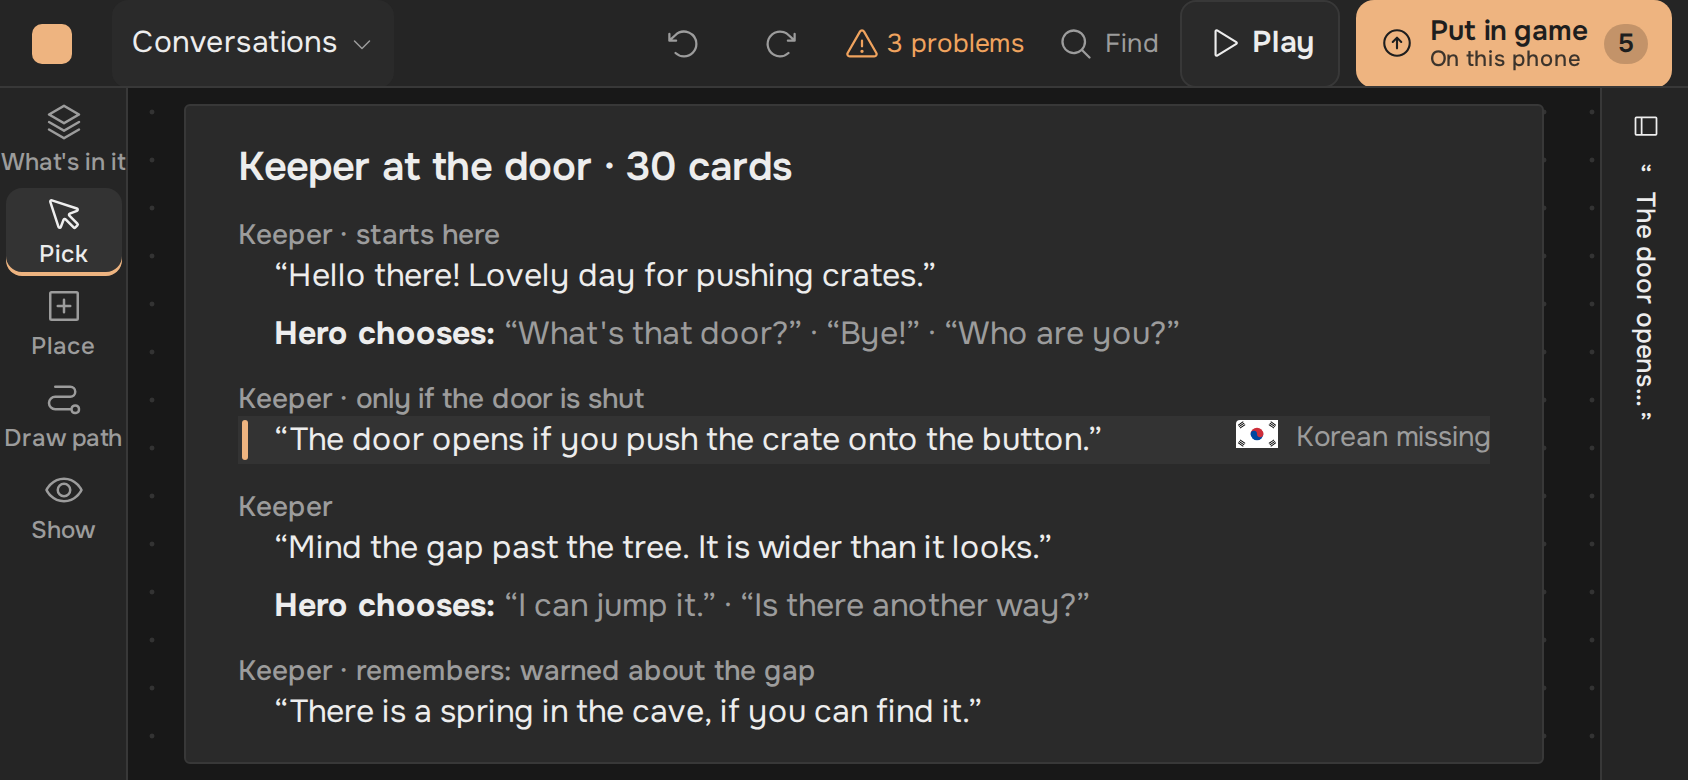 Conversations
3 problems
Find
Play
Put in game
On this phone
5
What's in it
Pick
Place
Draw path
Show
Keeper at the door · 30 cards
Keeper · starts here
“Hello there! Lovely day for pushing crates.”
Hero chooses: “What's that door?” · “Bye!” · “Who are you?”
Keeper · only if the door is shut
“The door opens if you push the crate onto the button.”
Korean missing
Keeper
“Mind the gap past the tree. It is wider than it looks.”
Hero chooses: “I can jump it.” · “Is there another way?”
Keeper · remembers: warned about the gap
“There is a spring in the cave, if you can find it.”
“ The door opens… ”